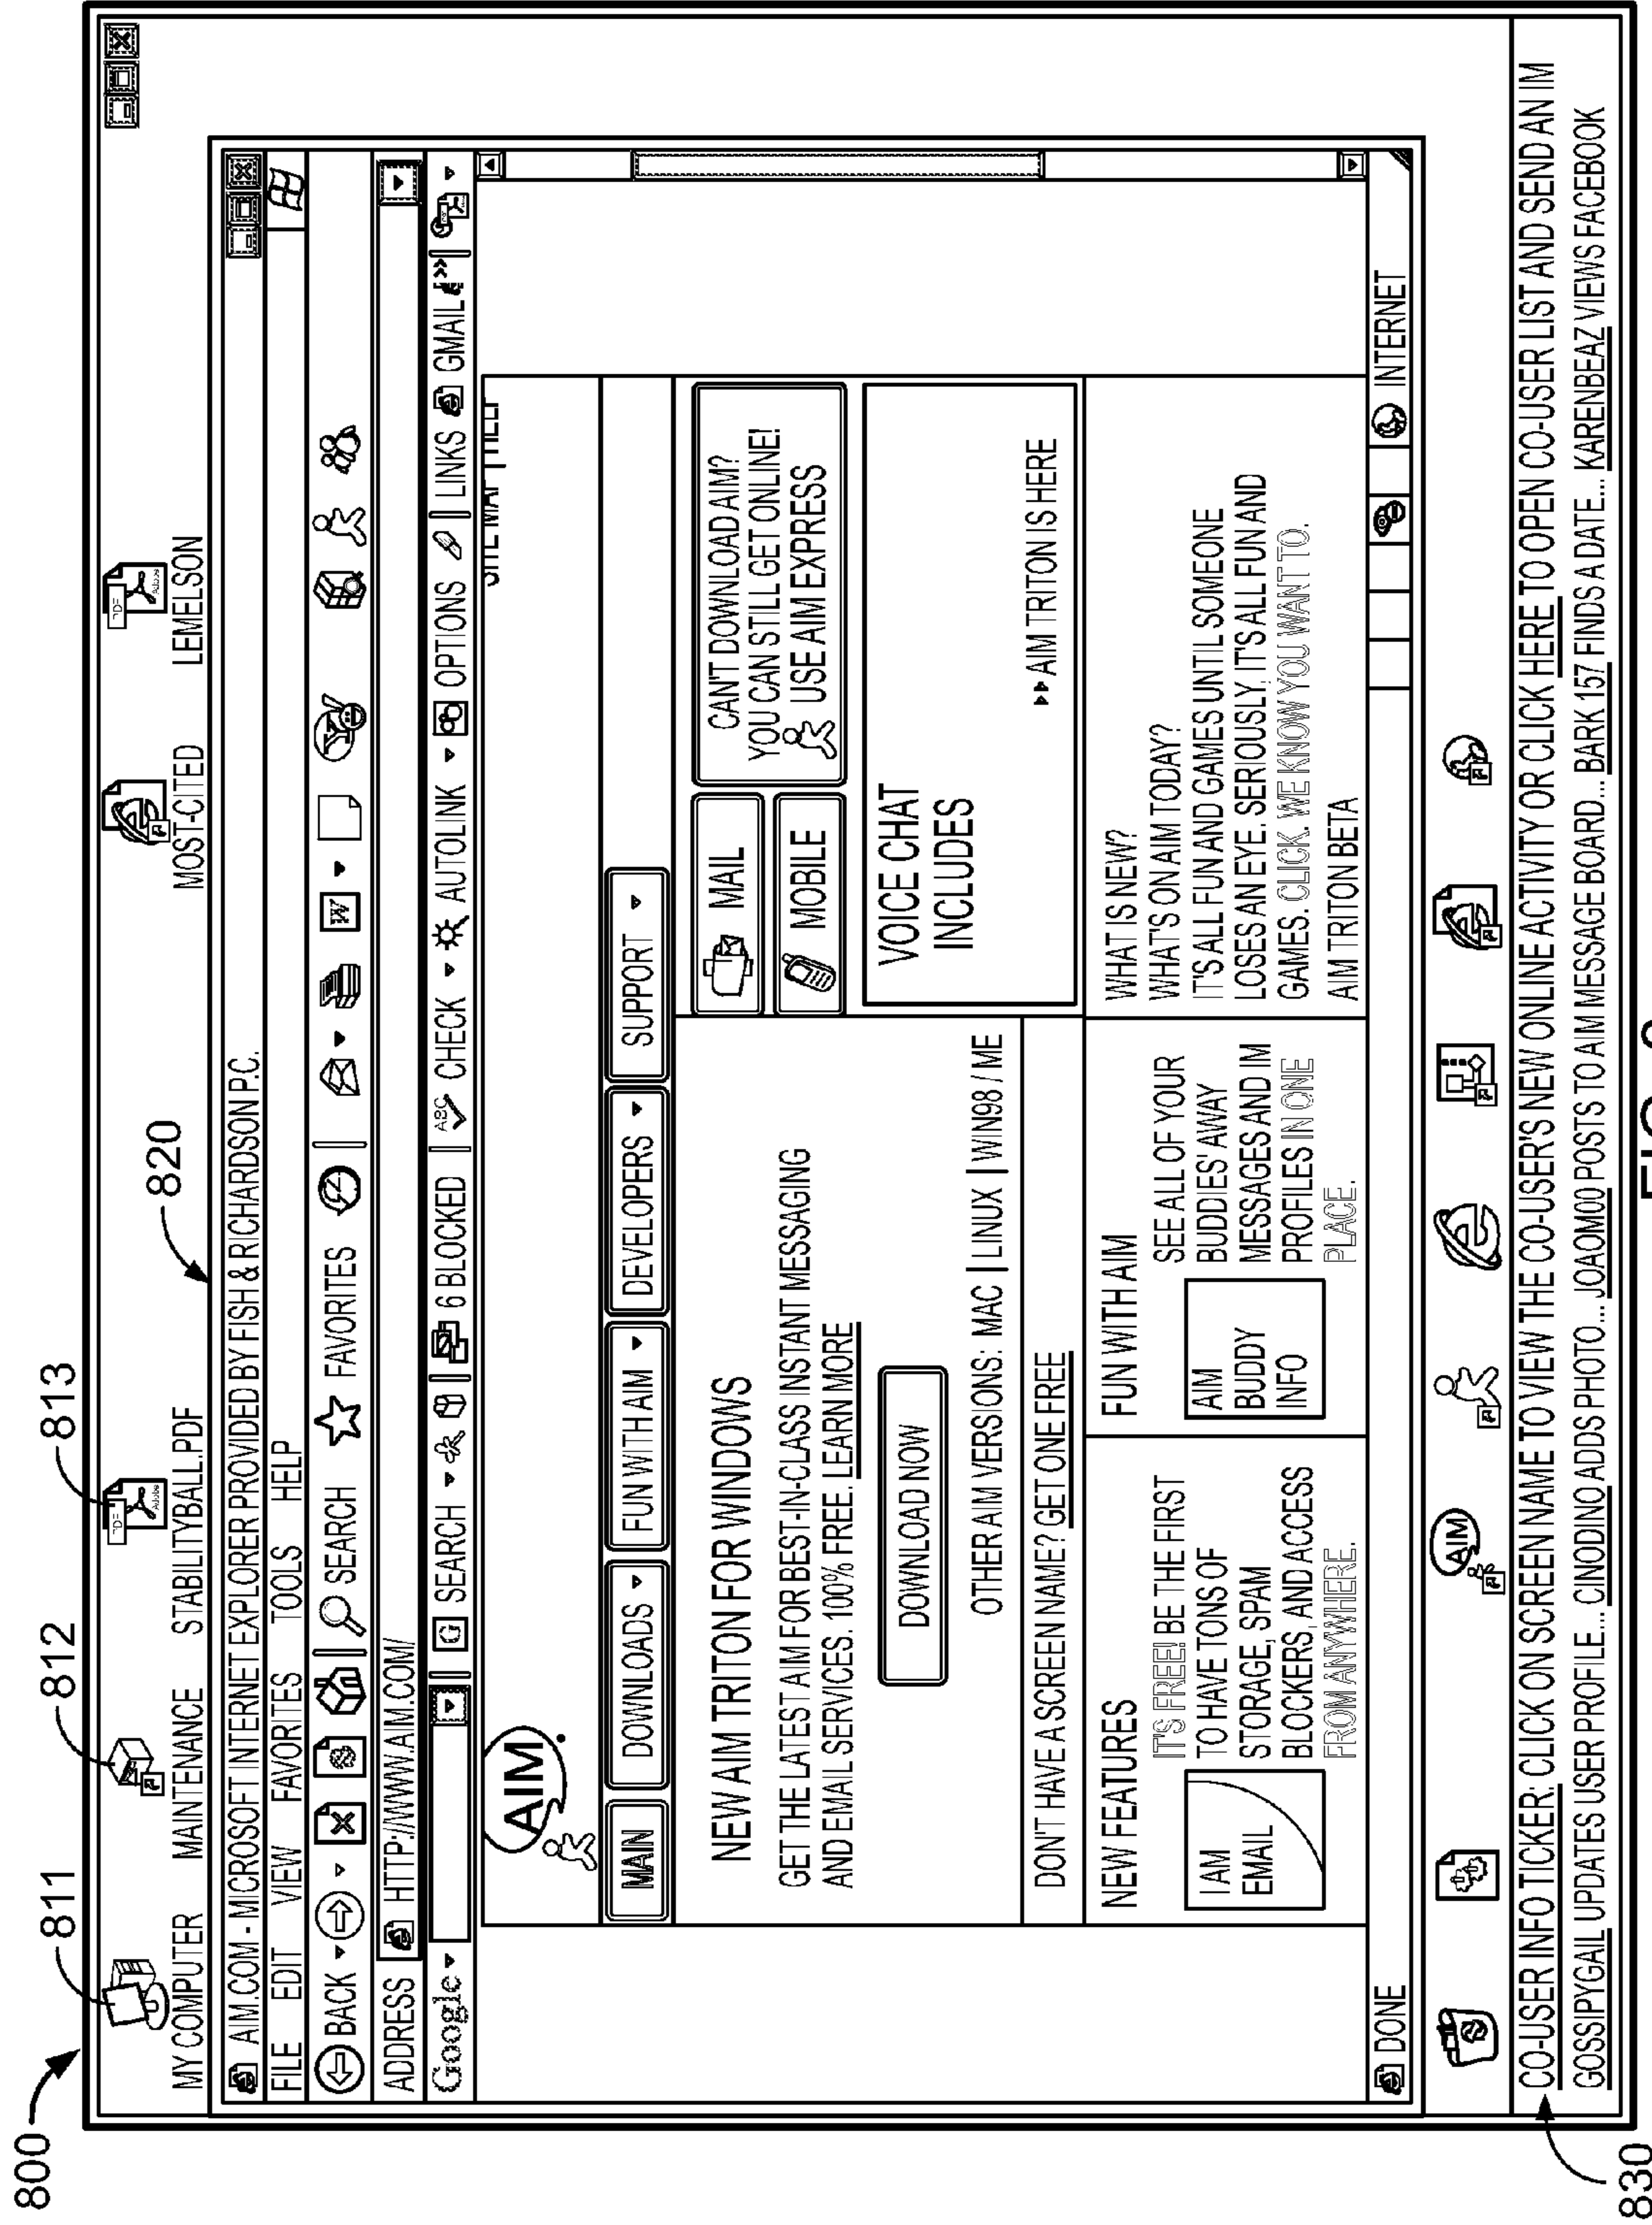 800
811
812
813
MY COMPUTER
MAINTENANCE
STABILITYBALL.PDF
MOST-CITED
LEMELSON
820
AIM.COM - MICROSOFT INTERNET EXPLORER PROVIDED BY FISH & RICHARDSON P.C.
FILE EDIT VIEW FAVORITES TOOLS HELP
BACK SEARCH FAVORITES
ADDRESS HTTP://WWW.AIM.COM/
Google G SEARCH 6 BLOCKED ABC CHECK AUTOLINK OPTIONS LINKS GMAIL
AIM
SITE MAP | HELP
MAIN DOWNLOADS FUN WITH AIM DEVELOPERS SUPPORT
NEW AIM TRITON FOR WINDOWS
GET THE LATEST AIM FOR BEST-IN-CLASS INSTANT MESSAGING
AND EMAIL SERVICES. 100% FREE. LEARN MORE
DOWNLOAD NOW
OTHER AIM VERSIONS: MAC | LINUX | WIN98 / ME
DON'T HAVE A SCREEN NAME? GET ONE FREE
MAIL
MOBILE
CAN'T DOWNLOAD AIM?
YOU CAN STILL GET ONLINE!
USE AIM EXPRESS
VOICE CHAT
INCLUDES
AIM TRITON IS HERE
NEW FEATURES
I AM
EMAIL
IT'S FREE! BE THE FIRST
TO HAVE TONS OF
STORAGE, SPAM
BLOCKERS, AND ACCESS
FROM ANYWHERE.
FUN WITH AIM
AIM
BUDDY
INFO
SEE ALL OF YOUR
BUDDIES' AWAY
MESSAGES AND IM
PROFILES IN ONE
PLACE.
WHAT IS NEW?
WHAT'S ON AIM TODAY?
IT'S ALL FUN AND GAMES UNTIL SOMEONE
LOSES AN EYE. SERIOUSLY, IT'S ALL FUN AND
GAMES. CLICK. WE KNOW YOU WANT TO.
AIM TRITON BETA
DONE
INTERNET
AIM
830
CO-USER INFO TICKER: CLICK ON SCREEN NAME TO VIEW THE CO-USER'S NEW ONLINE ACTIVITY OR CLICK HERE TO OPEN CO-USER LIST AND SEND AN IM
GOSSIPYGAIL UPDATES USER PROFILE... CINODINO ADDS PHOTO... JOAOM00 POSTS TO AIM MESSAGE BOARD... BARK 157 FINDS A DATE... KARENBEAZ VIEWS FACEBOOK